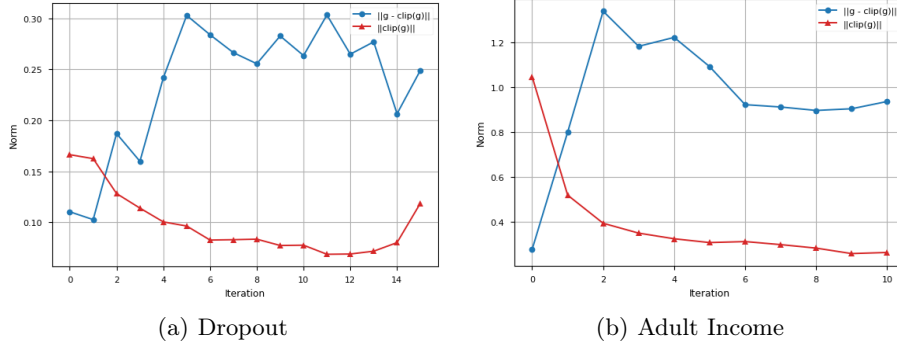 ||g - clip(g)||
||clip(g)||
0.30
0.25
0.20
0.15
0.10
Norm
0 2 4 6 8 10 12 14
Iteration
(a) Dropout
||g - clip(g)||
||clip(g)||
1.2
1.0
0.8
0.6
0.4
Norm
0 2 4 6 8 10
Iteration
(b) Adult Income